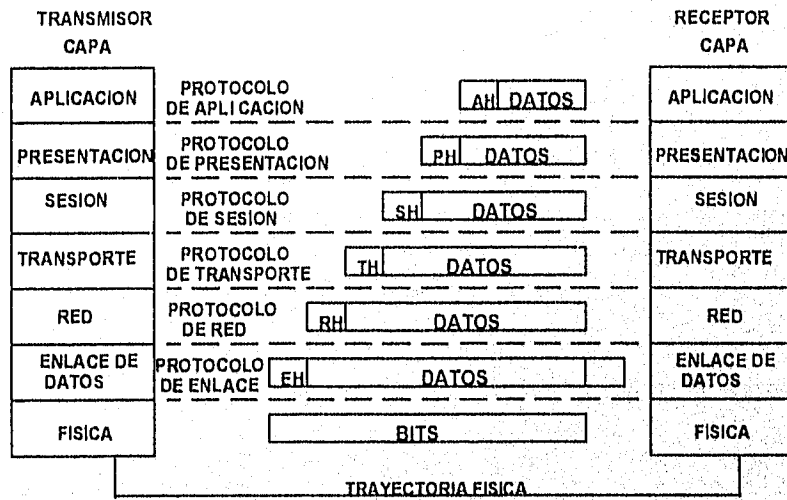 TRANSMISOR
CAPA
RECEPTOR
CAPA
APLICACION
PROTOCOLO
DE APLICACION
AH DATOS
APLICACION
PRESENTACION
PROTOCOLO
DE PRESENTACION
PH DATOS
PRESENTACION
SESION
PROTOCOLO
DE SESION
SH DATOS
SESION
TRANSPORTE
PROTOCOLO
DE TRANSPORTE
TH DATOS
TRANSPORTE
RED
PROTOCOLO
DE RED
RH DATOS
RED
ENLACE DE
DATOS
PROTOCOLO
DE ENLACE
EH DATOS
ENLACE DE
DATOS
FISICA
BITS
FISICA
TRAYECTORIA FISICA